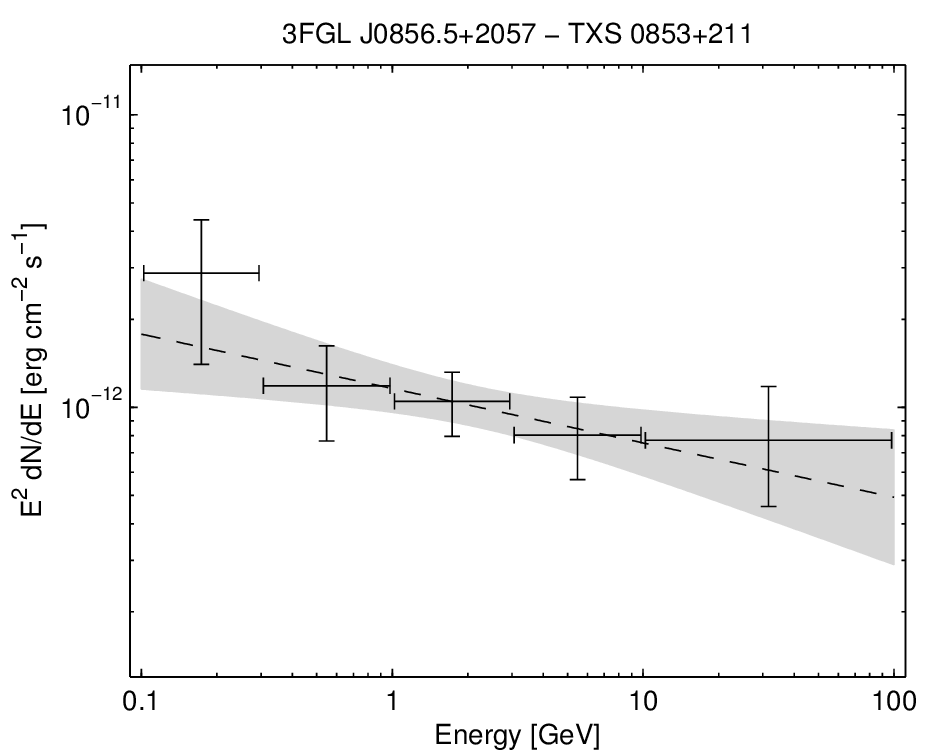 3FGL J0856.5+2057 − TXS 0853+211
10⁻¹¹
10⁻¹²
E² dN/dE [erg cm⁻² s⁻¹]
0.1 1 10 100
Energy [GeV]